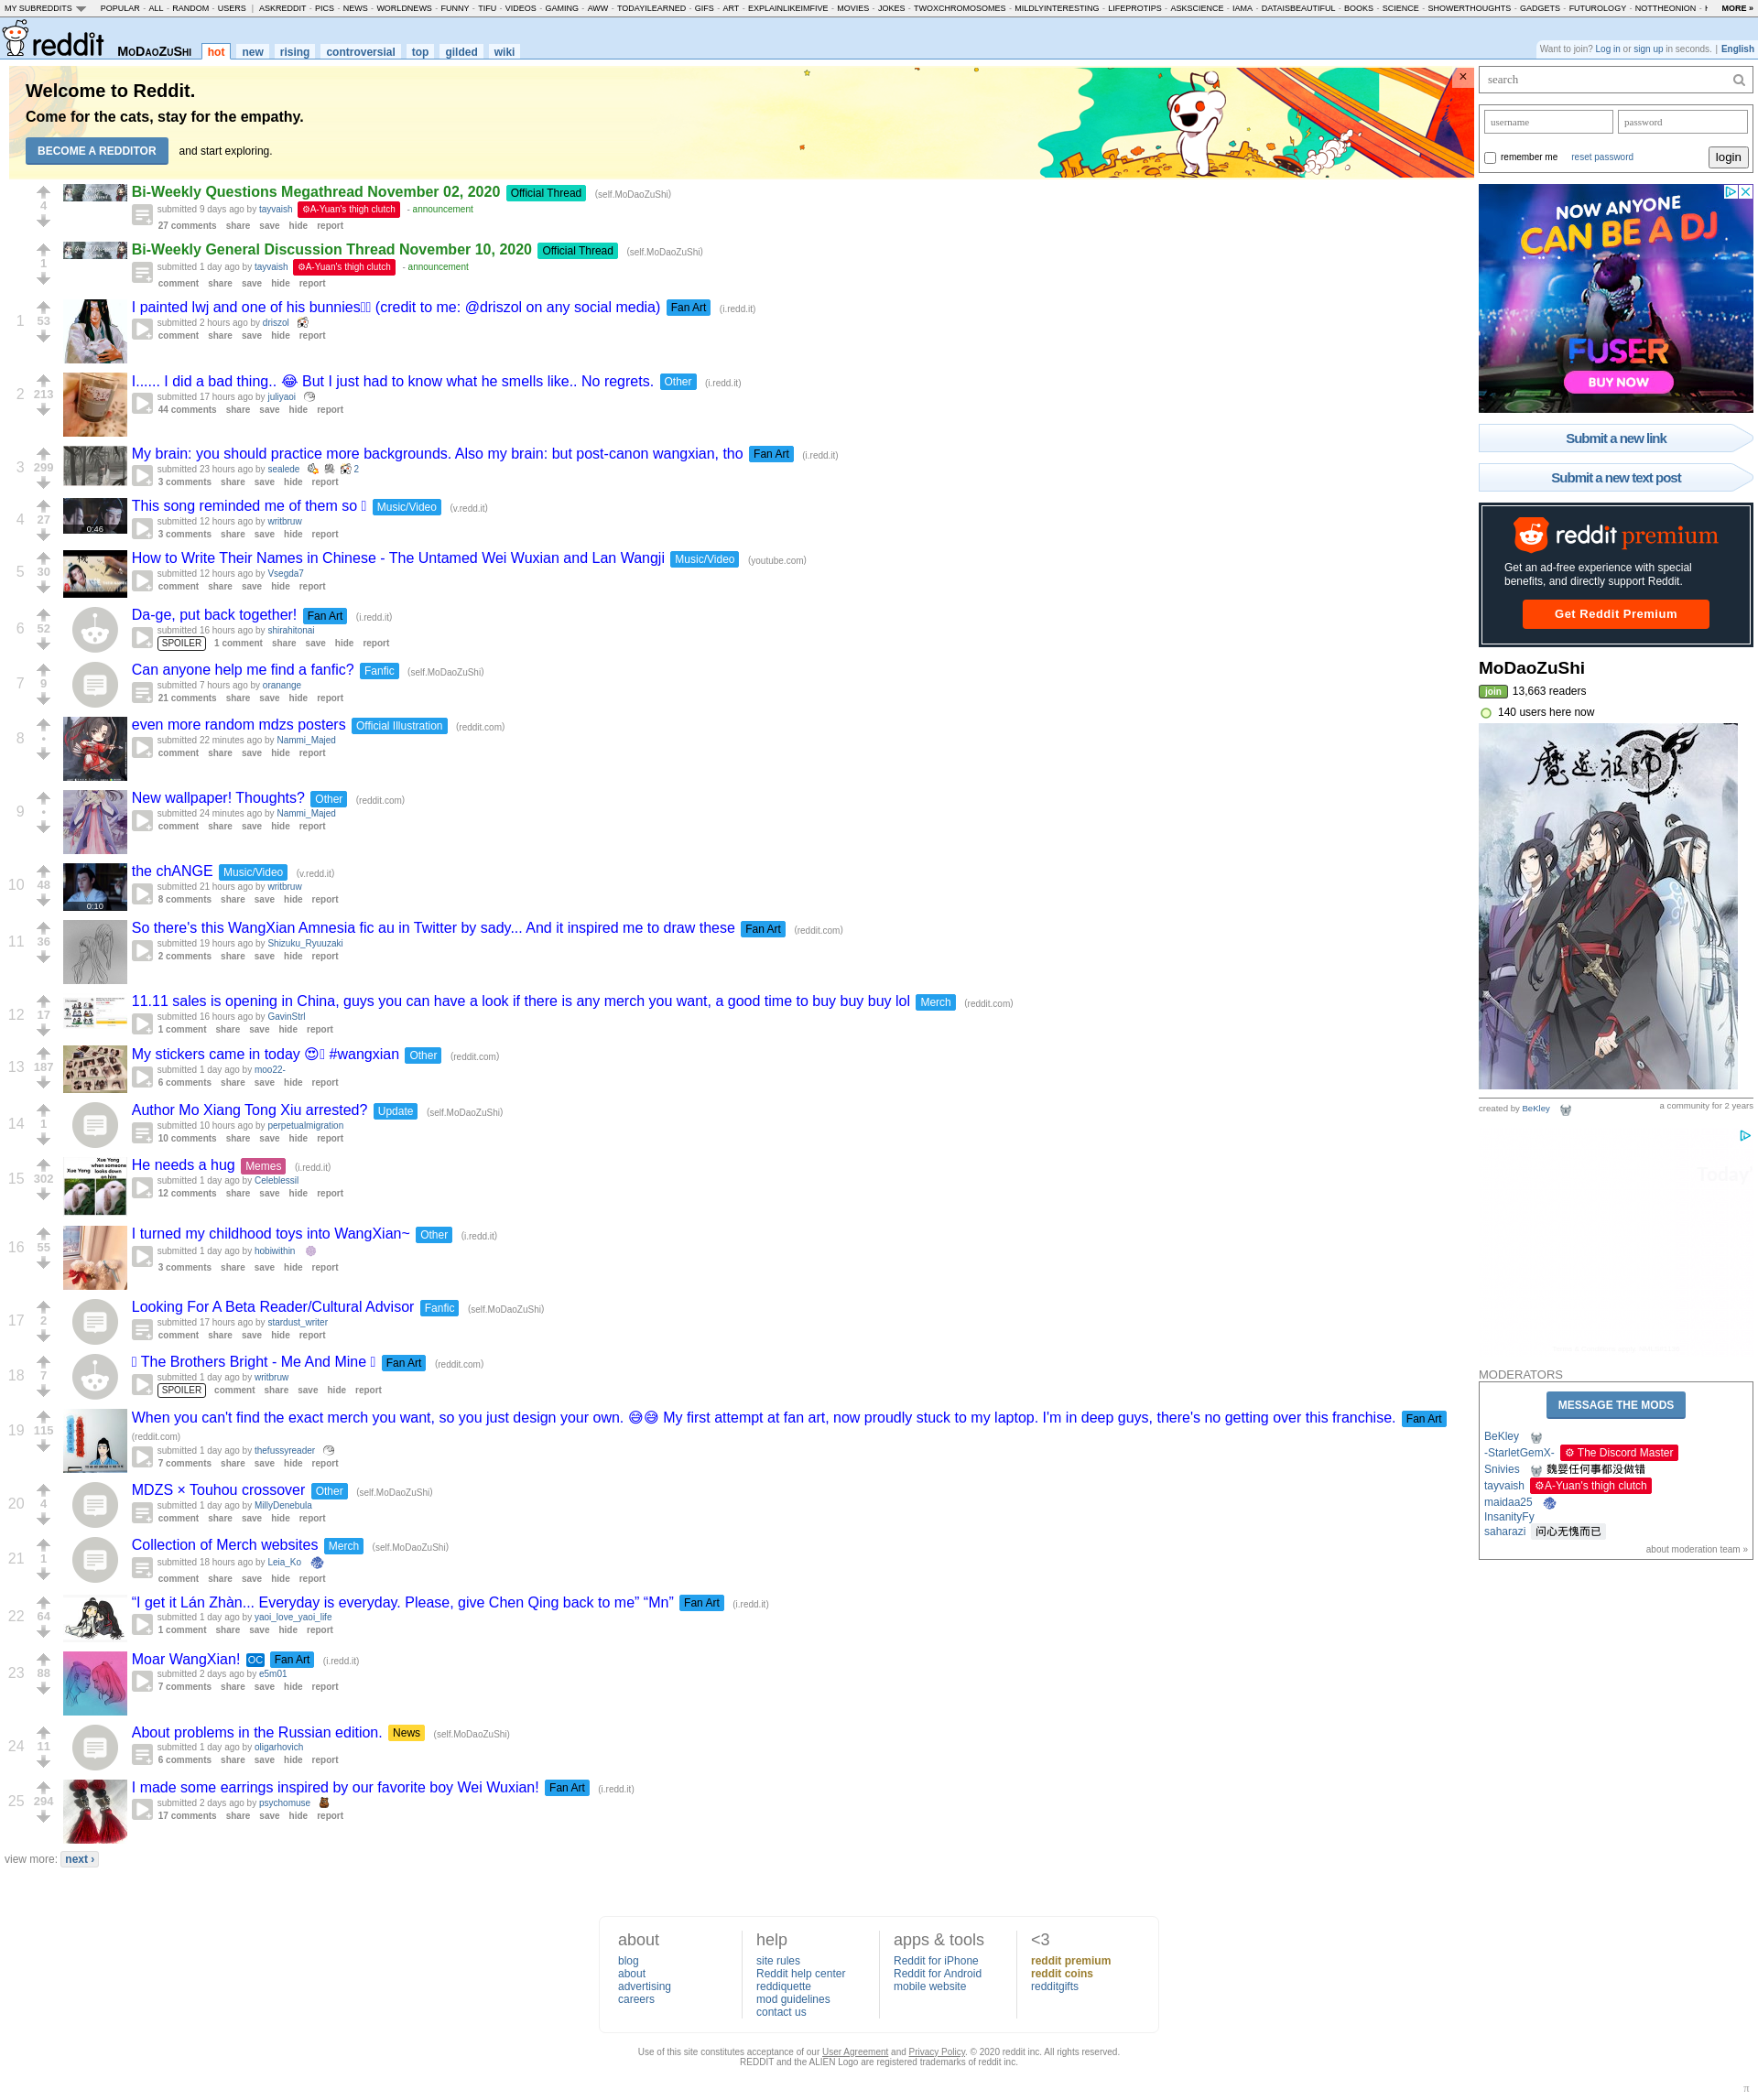 MY SUBREDDITS POPULAR - ALL - RANDOM - USERS | ASKREDDIT - PICS - NEWS - WORLDNEWS - FUNNY - TIFU - VIDEOS - GAMING - AWW - TODAYILEARNED - GIFS - ART - EXPLAINLIKEIMFIVE - MOVIES - JOKES - TWOXCHROMOSOMES - MILDLYINTERESTING - LIFEPROTIPS - ASKSCIENCE - IAMA - DATAISBEAUTIFUL - BOOKS - SCIENCE - SHOWERTHOUGHTS - GADGETS - FUTUROLOGY - NOTTHEONION - MORE »
reddit MoDaoZuShi hot new rising controversial top gilded wiki
Want to join? Log in or sign up in seconds. | English
Welcome to Reddit.
Come for the cats, stay for the empathy.
BECOME A REDDITOR and start exploring.
4
Bi-Weekly Questions Megathread November 02, 2020 Official Thread (self.MoDaoZuShi)
submitted 9 days ago by tayvaish ⚙A-Yuan's thigh clutch - announcement
27 comments share save hide report
1
Bi-Weekly General Discussion Thread November 10, 2020 Official Thread (self.MoDaoZuShi)
submitted 1 day ago by tayvaish ⚙A-Yuan's thigh clutch - announcement
comment share save hide report
1 53
I painted lwj and one of his bunnies (credit to me: @driszol on any social media) Fan Art (i.redd.it)
submitted 2 hours ago by driszol
comment share save hide report
2 213
I...... I did a bad thing.. 😂 But I just had to know what he smells like.. No regrets. Other (i.redd.it)
submitted 17 hours ago by juliyaoi
44 comments share save hide report
3 299
My brain: you should practice more backgrounds. Also my brain: but post-canon wangxian, tho Fan Art (i.redd.it)
submitted 23 hours ago by sealede 2
3 comments share save hide report
4 27
0:46
This song reminded me of them so Music/Video (v.redd.it)
submitted 12 hours ago by writbruw
3 comments share save hide report
5 30
How to Write Their Names in Chinese - The Untamed Wei Wuxian and Lan Wangji Music/Video (youtube.com)
submitted 12 hours ago by Vsegda7
comment share save hide report
6 52
Da-ge, put back together! Fan Art (i.redd.it)
submitted 16 hours ago by shirahitonai
SPOILER 1 comment share save hide report
7 9
Can anyone help me find a fanfic? Fanfic (self.MoDaoZuShi)
submitted 7 hours ago by oranange
21 comments share save hide report
8 •
even more random mdzs posters Official Illustration (reddit.com)
submitted 22 minutes ago by Nammi_Majed
comment share save hide report
9 •
New wallpaper! Thoughts? Other (reddit.com)
submitted 24 minutes ago by Nammi_Majed
comment share save hide report
10 48
0:10
the chANGE Music/Video (v.redd.it)
submitted 21 hours ago by writbruw
8 comments share save hide report
11 36
So there's this WangXian Amnesia fic au in Twitter by sady... And it inspired me to draw these Fan Art (reddit.com)
submitted 19 hours ago by Shizuku_Ryuuzaki
2 comments share save hide report
12 17
11.11 sales is opening in China, guys you can have a look if there is any merch you want, a good time to buy buy buy lol Merch (reddit.com)
submitted 16 hours ago by GavinStrl
1 comment share save hide report
13 187
My stickers came in today 😍 #wangxian Other (reddit.com)
submitted 1 day ago by moo22-
6 comments share save hide report
14 1
Author Mo Xiang Tong Xiu arrested? Update (self.MoDaoZuShi)
submitted 10 hours ago by perpetualmigration
10 comments share save hide report
15 302
Xue Yang Xue Yang when someone looks down on him
He needs a hug Memes (i.redd.it)
submitted 1 day ago by Celeblessil
12 comments share save hide report
16 55
I turned my childhood toys into WangXian~ Other (i.redd.it)
submitted 1 day ago by hobiwithin
3 comments share save hide report
17 2
Looking For A Beta Reader/Cultural Advisor Fanfic (self.MoDaoZuShi)
submitted 17 hours ago by stardust_writer
comment share save hide report
18 7
The Brothers Bright - Me And Mine Fan Art (reddit.com)
submitted 1 day ago by writbruw
SPOILER comment share save hide report
19 115
When you can't find the exact merch you want, so you just design your own. 😅😅 My first attempt at fan art, now proudly stuck to my laptop. I'm in deep guys, there's no getting over this franchise. Fan Art
(reddit.com)
submitted 1 day ago by thefussyreader
7 comments share save hide report
20 4
MDZS × Touhou crossover Other (self.MoDaoZuShi)
submitted 1 day ago by MillyDenebula
comment share save hide report
21 1
Collection of Merch websites Merch (self.MoDaoZuShi)
submitted 18 hours ago by Leia_Ko
comment share save hide report
22 64
“I get it Lán Zhàn... Everyday is everyday. Please, give Chen Qing back to me” “Mn” Fan Art (i.redd.it)
submitted 1 day ago by yaoi_love_yaoi_life
1 comment share save hide report
23 88
Moar WangXian! OC Fan Art (i.redd.it)
submitted 2 days ago by e5m01
7 comments share save hide report
24 11
About problems in the Russian edition. News (self.MoDaoZuShi)
submitted 1 day ago by oligarhovich
6 comments share save hide report
25 294
I made some earrings inspired by our favorite boy Wei Wuxian! Fan Art (i.redd.it)
submitted 2 days ago by psychomuse
17 comments share save hide report
view more: next ›
search
username password
remember me reset password login
NOW ANYONE
CAN BE A DJ
FUSER
BUY NOW
Submit a new link
Submit a new text post
reddit premium
Get an ad-free experience with special
benefits, and directly support Reddit.
Get Reddit Premium
MoDaoZuShi
join 13,663 readers
140 users here now
魔道祖师
created by BeKley a community for 2 years
Today
MODERATORS
MESSAGE THE MODS
BeKley
-StarletGemX- ⚙ The Discord Master
Snivies 魏婴任何事都没做错
tayvaish ⚙A-Yuan's thigh clutch
maidaa25
InsanityFy
saharazi 问心无愧而已
about moderation team »
about
blog
about
advertising
careers
help
site rules
Reddit help center
reddiquette
mod guidelines
contact us
apps & tools
Reddit for iPhone
Reddit for Android
mobile website
<3
reddit premium
reddit coins
redditgifts
Use of this site constitutes acceptance of our User Agreement and Privacy Policy. © 2020 reddit inc. All rights reserved.
REDDIT and the ALIEN Logo are registered trademarks of reddit inc.
π